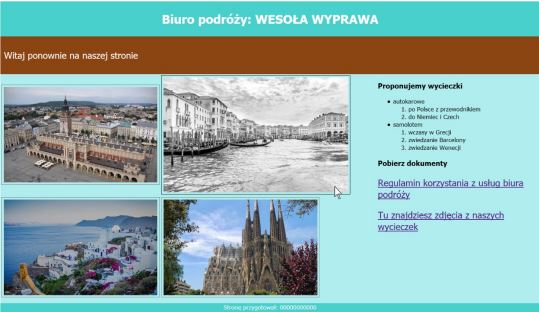 Biuro podróży: WESOŁA WYPRAWA
Witaj ponownie na naszej stronie
Proponujemy wycieczki
autokarowe
1. po Polsce z przewodnikiem
2. do Niemiec i Czech
samolotem
1. wczasy w Grecji
2. zwiedzanie Barcelony
3. zwiedzanie Wenecji
Pobierz dokumenty
Regulamin korzystania z usług biura
podróży
Tu znajdziesz zdjęcia z naszych
wycieczek
Stronę przygotował: 00000000000